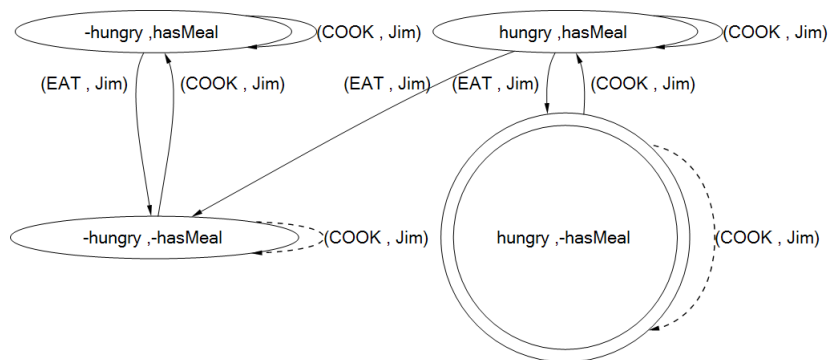 -hungry ,hasMeal
(COOK , Jim)
hungry ,hasMeal
(COOK , Jim)
(EAT , Jim)
(COOK , Jim)
(EAT , Jim)
(EAT , Jim)
(COOK , Jim)
-hungry ,-hasMeal
(COOK , Jim)
hungry ,-hasMeal
(COOK , Jim)